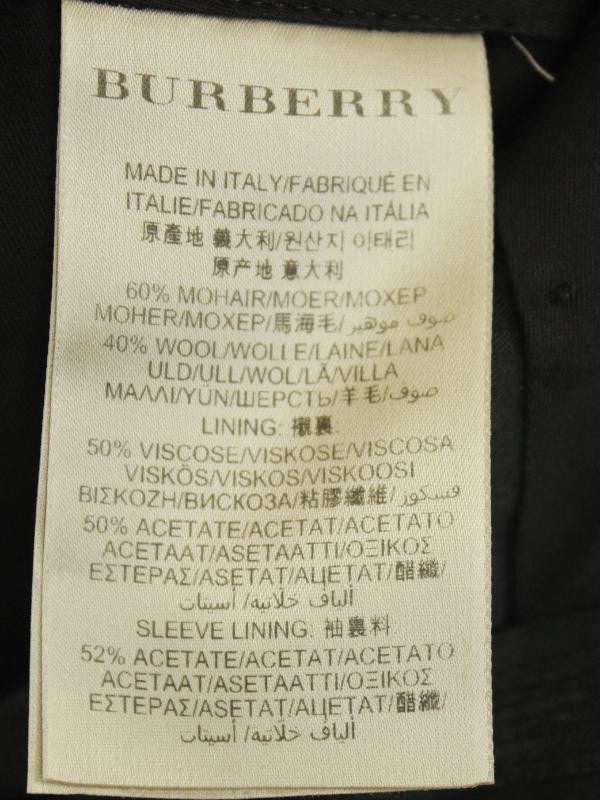 BURBERRY
MADE IN ITALY/FABRIQUÉ EN
ITALIE/FABRICADO NA ITÁLIA
原產地 義大利/원산지 이태리
原产地 意大利
60% MOHAIR/MOER/MOXEP
MOHER/MOXEP/馬海毛/صوف موهير
40% WOOL/WOLLE/LAINE/LANA
ULD/ULL/WOL/LÃ/VILLA
ΜΑΛΛΙ/YÜN/ШЕРСТЬ/羊毛/صوف
LINING: 襯裏:
50% VISCOSE/VISKOSE/VISCOSA
VISKÓS/VISKOS/VISKOOSI
ΒΙΣΚΟΖΗ/ВИСКОЗА/粘膠纖維/فسكوز
50% ACETATE/ACETAT/ACETATO
ACETAAT/ASETAATTI/ΟΞΙΚΟΣ
ΕΣΤΕΡΑΣ/ASETAT/АЦЕТАТ/醋纖/
ألياف خلّاتية/ أسيتات
SLEEVE LINING: 袖裏料:
52% ACETATE/ACETAT/ACETATO
ACETAAT/ASETAATTI/ΟΞΙΚΟΣ
ΕΣΤΕΡΑΣ/ASETAT/АЦЕТАТ/醋纖/
ألياف خلّاتية/ أسيتات